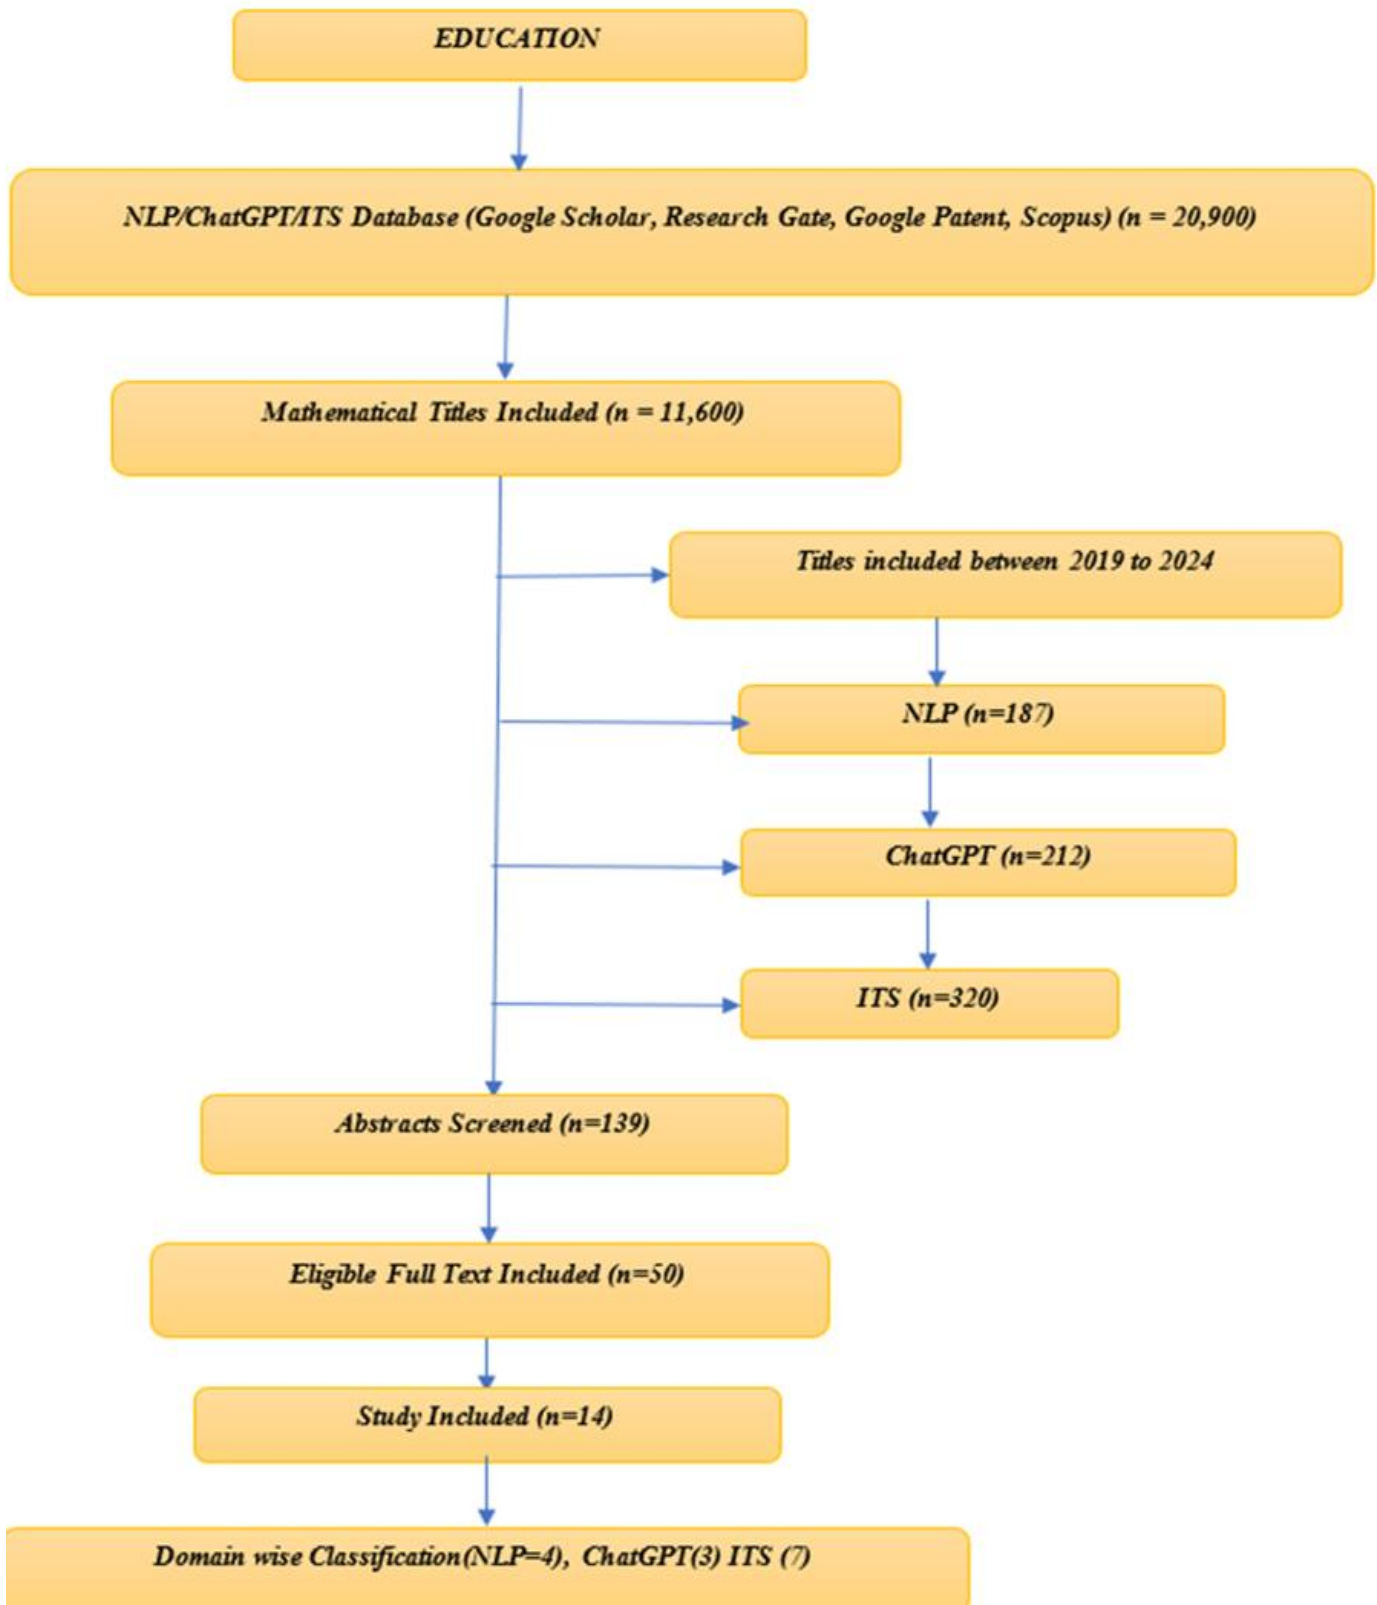 EDUCATION
NLP/ChatGPT/ITS Database (Google Scholar, Research Gate, Google Patent, Scopus) (n = 20,900)
Mathematical Titles Included (n = 11,600)
Titles included between 2019 to 2024
NLP (n=187)
ChatGPT (n=212)
ITS (n=320)
Abstracts Screened (n=139)
Eligible Full Text Included (n=50)
Study Included (n=14)
Domain wise Classification(NLP=4), ChatGPT(3) ITS (7)